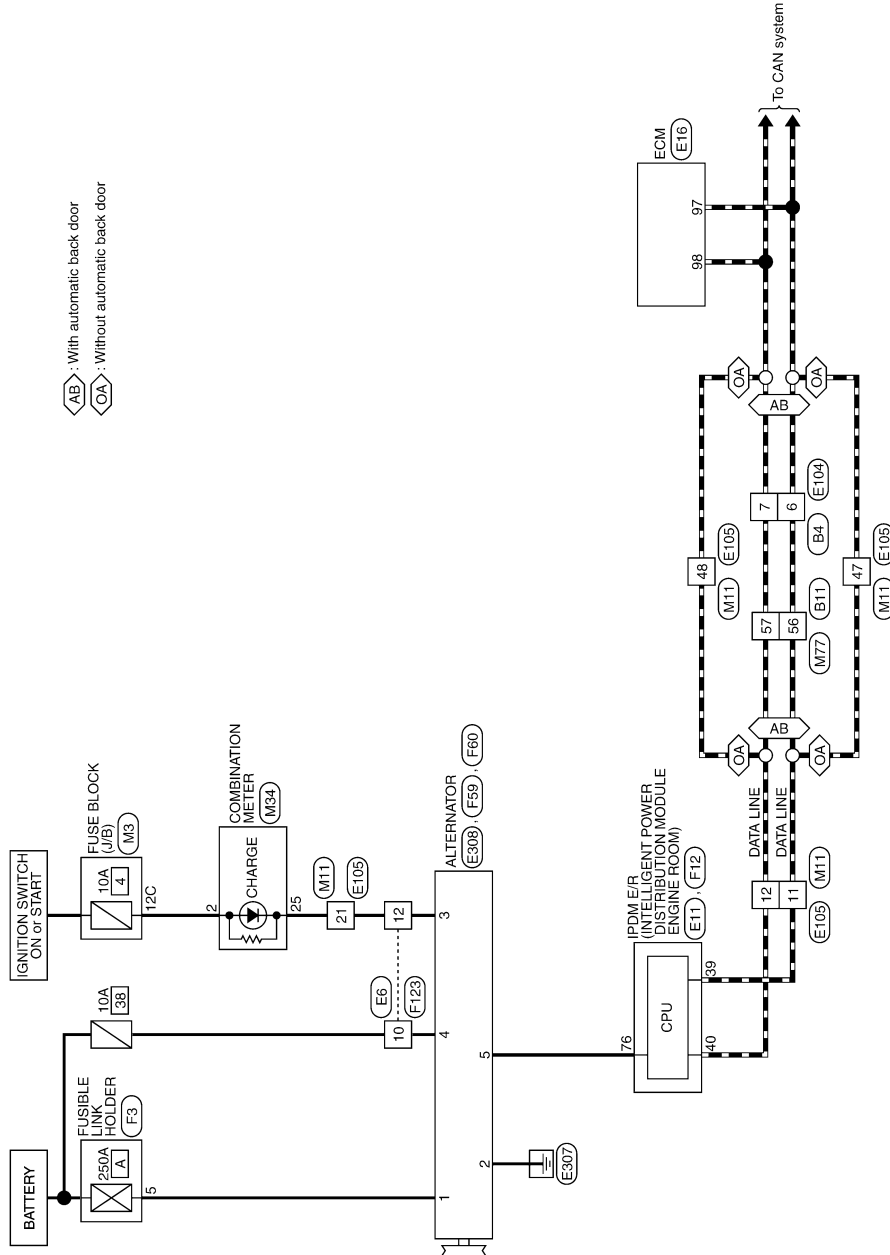 BATTERY
FUSIBLE
LINK
HOLDER
F3
250A
A
5
10A
38
IGNITION SWITCH
ON or START
FUSE BLOCK
(J/B)
M3
10A
4
12C
COMBINATION
METER
M34
2
CHARGE
25
M11
21
E105
E6
10
F123
12
1
4
3
ALTERNATOR
E308 , F59 , F60
2
5
E307
76
CPU
40
39
IPDM E/R
(INTELLIGENT POWER
DISTRIBUTION MODULE
ENGINE ROOM)
E11 , F12
12
11
E105
M11
DATA LINE
DATA LINE
OA
AB
OA
57
56
M77
B11
7
6
B4
E104
M11
48
E105
M11
47
E105
OA
AB
OA
ECM
E16
98
97
To CAN system
AB : With automatic back door
OA : Without automatic back door